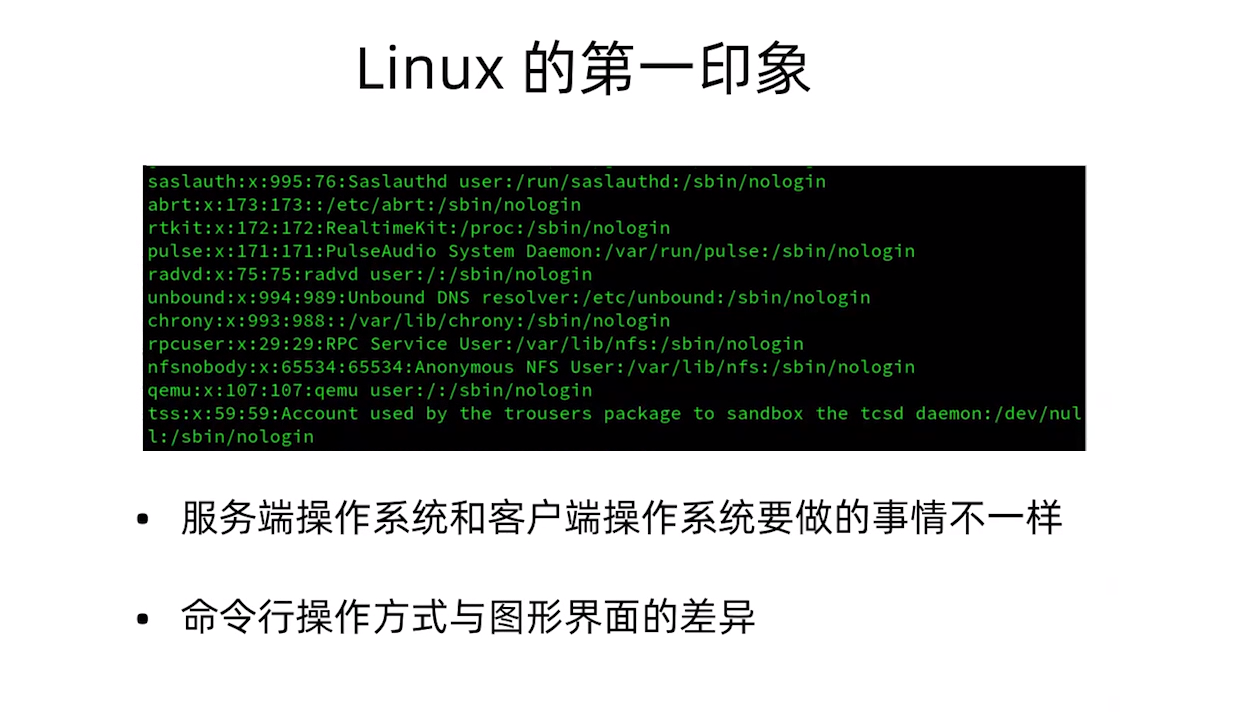 Linux 的第一印象
saslauth:x:995:76:Saslauthd user:/run/saslauthd:/sbin/nologin
abrt:x:173:173::/etc/abrt:/sbin/nologin
rtkit:x:172:172:RealtimeKit:/proc:/sbin/nologin
pulse:x:171:171:PulseAudio System Daemon:/var/run/pulse:/sbin/nologin
radvd:x:75:75:radvd user:/:/sbin/nologin
unbound:x:994:989:Unbound DNS resolver:/etc/unbound:/sbin/nologin
chrony:x:993:988::/var/lib/chrony:/sbin/nologin
rpcuser:x:29:29:RPC Service User:/var/lib/nfs:/sbin/nologin
nfsnobody:x:65534:65534:Anonymous NFS User:/var/lib/nfs:/sbin/nologin
qemu:x:107:107:qemu user:/:/sbin/nologin
tss:x:59:59:Account used by the trousers package to sandbox the tcsd daemon:/dev/nul
l:/sbin/nologin
• 服务端操作系统和客户端操作系统要做的事情不一样
• 命令行操作方式与图形界面的差异